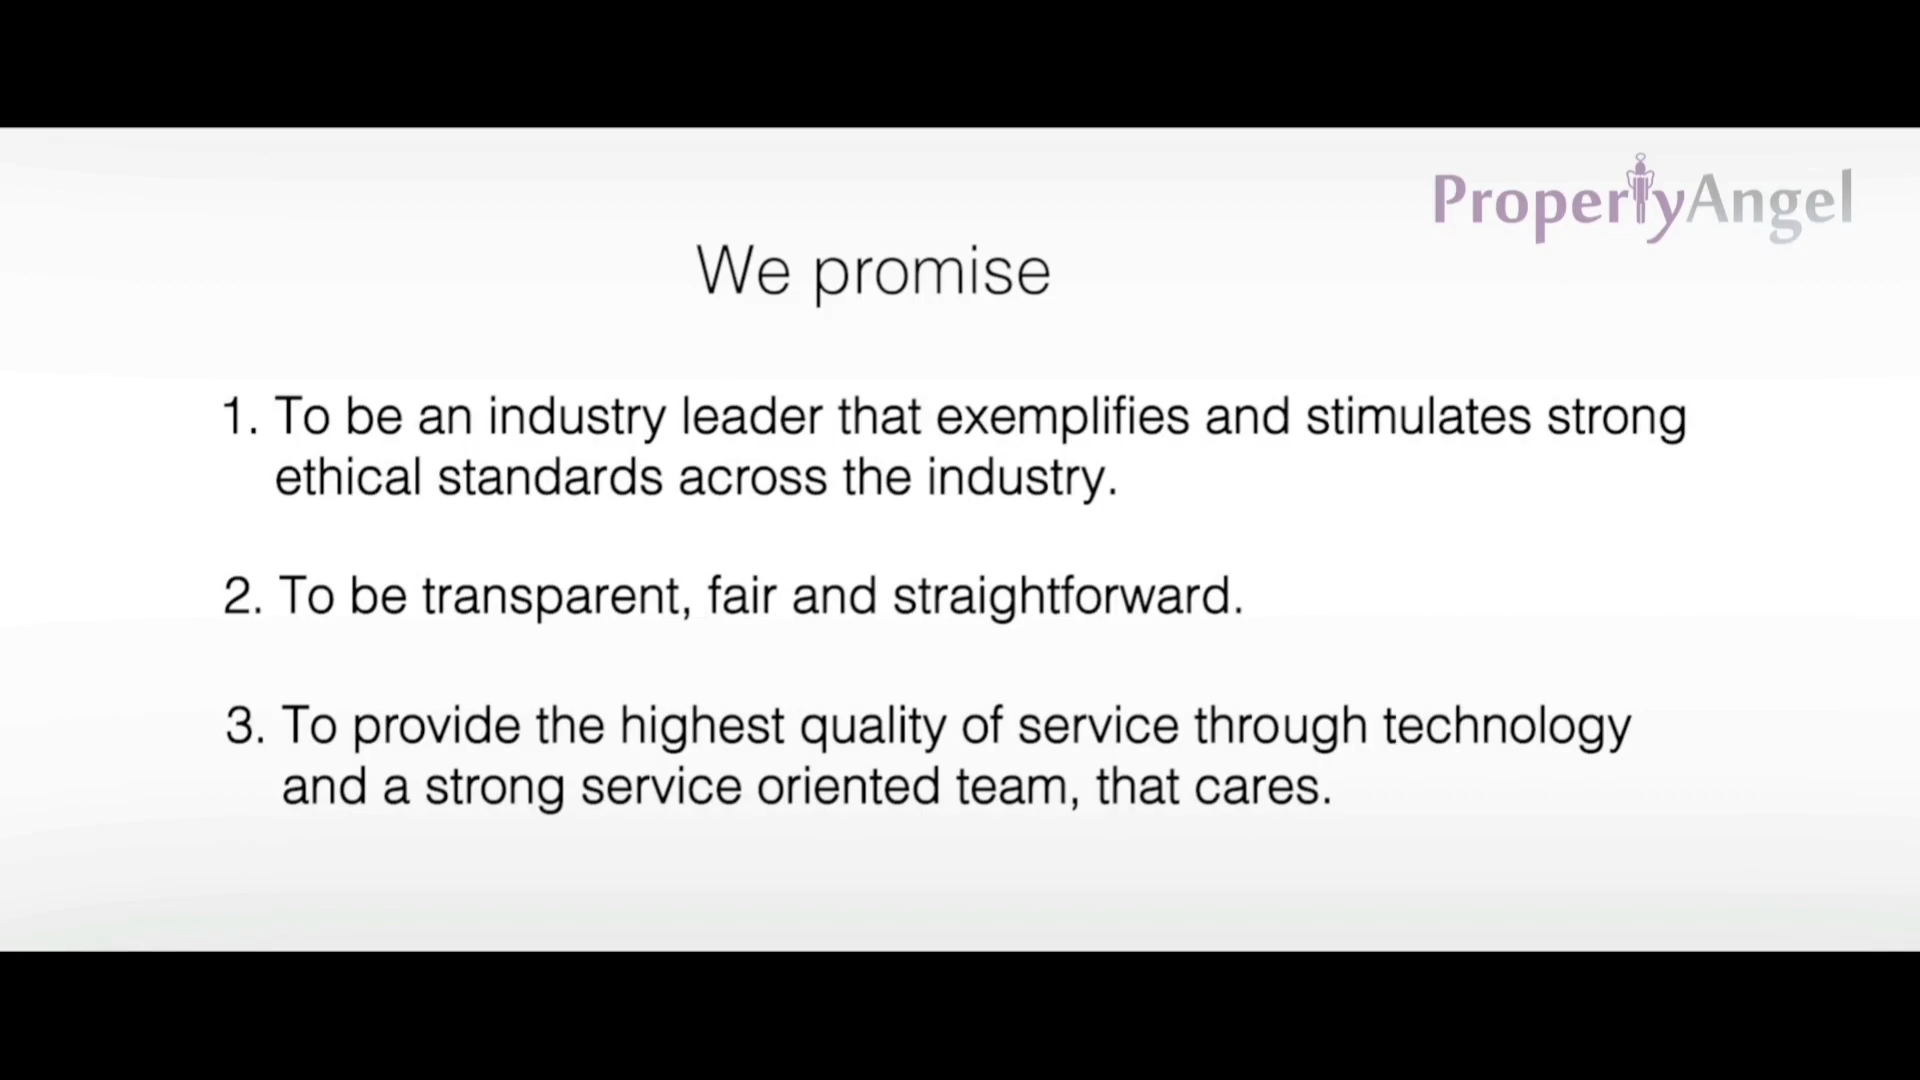 PropertyAngel
We promise
1. To be an industry leader that exemplifies and stimulates strong
ethical standards across the industry.
2. To be transparent, fair and straightforward.
3. To provide the highest quality of service through technology
and a strong service oriented team, that cares.